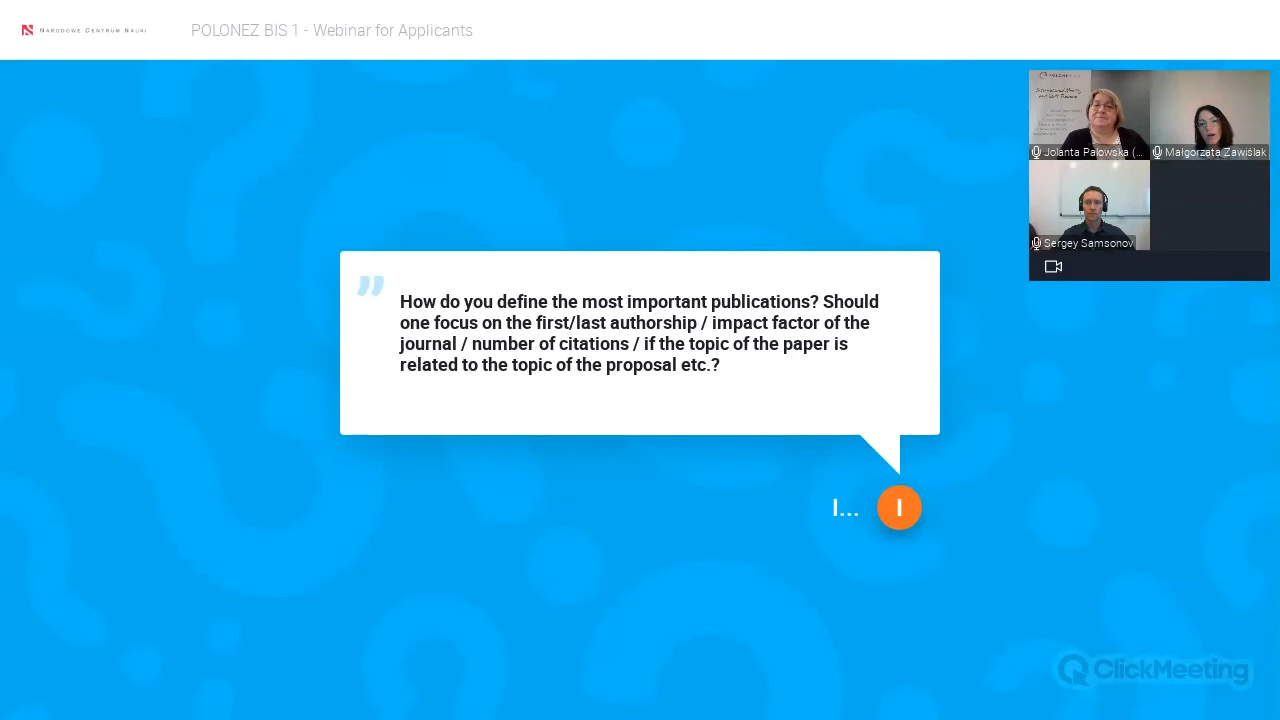 NARODOWE CENTRUM NAUKI
POLONEZ BIS 1 - Webinar for Applicants
Jolanta Palowska (...
Małgorzata Zawiślak
Sergey Samsonov
How do you define the most important publications? Should
one focus on the first/last authorship / impact factor of the
journal / number of citations / if the topic of the paper is
related to the topic of the proposal etc.?
I...
I
ClickMeeting